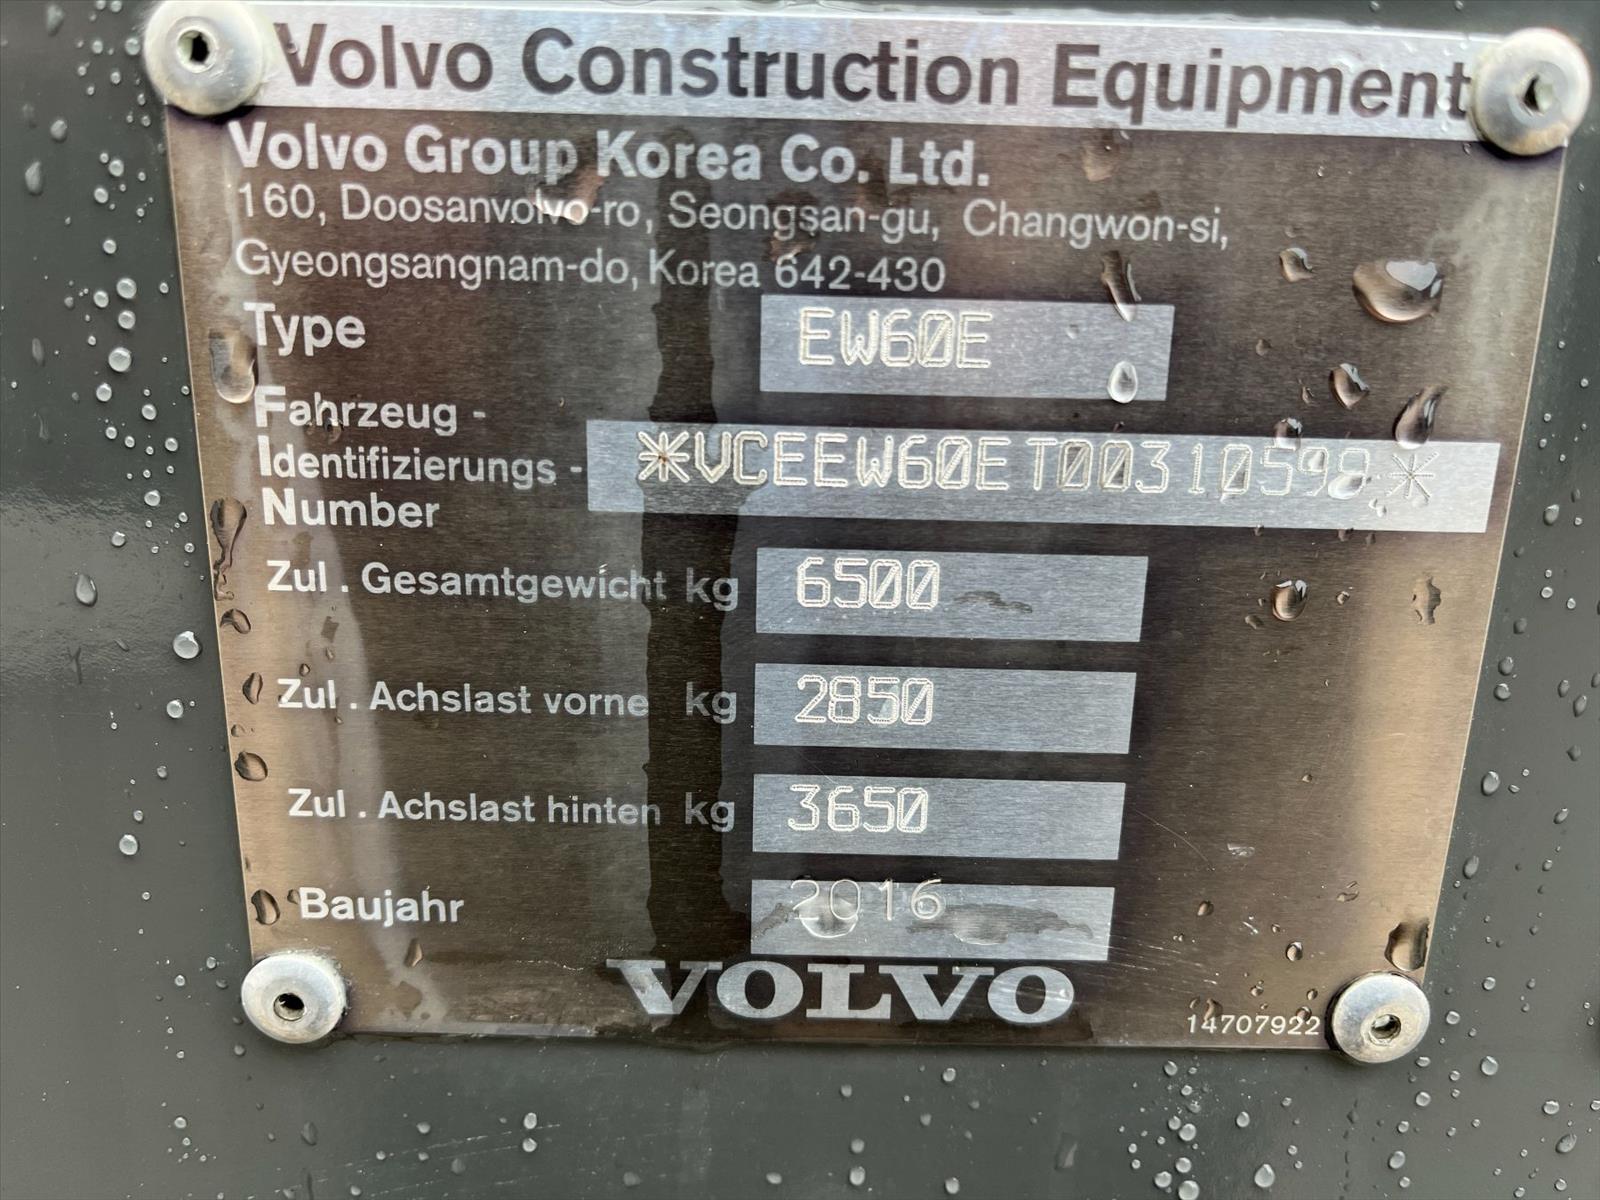 Volvo Construction Equipment
Volvo Group Korea Co. Ltd.
160, Doosanvolvo-ro, Seongsan-gu, Changwon-si,
Gyeongsangnam-do, Korea 642-430
Type EW60E
Fahrzeug -
Identifizierungs - *VCEEW60ET00310598*
Number
Zul . Gesamtgewicht kg 6500
Zul . Achslast vorne kg 2850
Zul . Achslast hinten kg 3650
Baujahr 2016
VOLVO
14707922